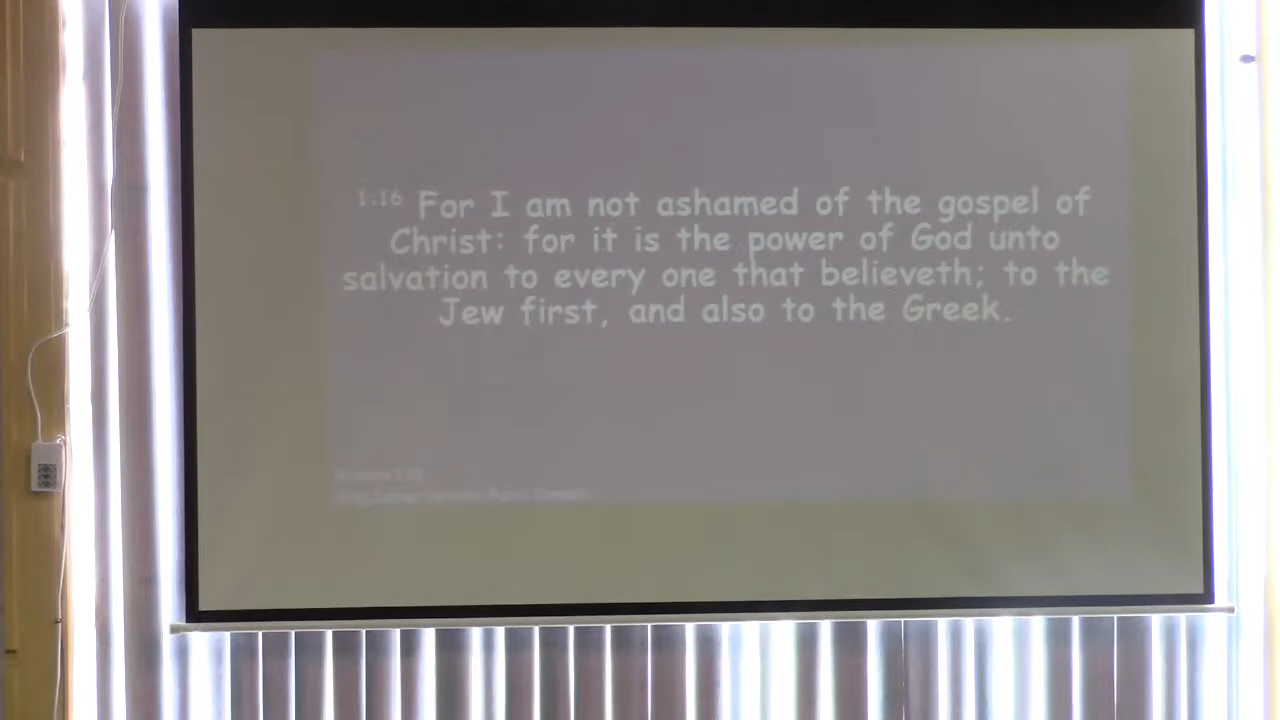 1:16 For I am not ashamed of the gospel of
Christ: for it is the power of God unto
salvation to every one that believeth; to the
Jew first, and also to the Greek.